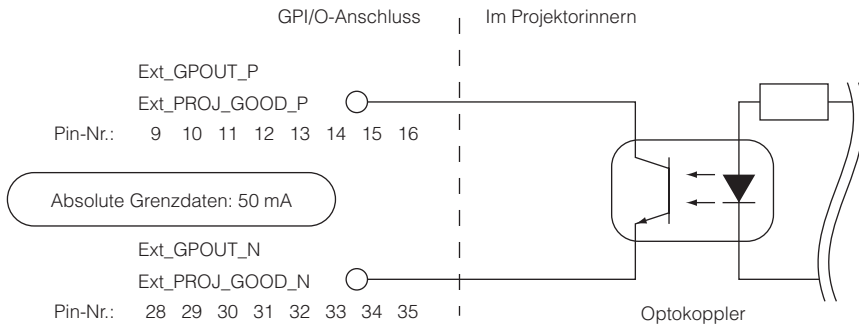 GPI/O-Anschluss
Im Projektorinnern
Ext_GPOUT_P
Ext_PROJ_GOOD_P
Pin-Nr.: 9 10 11 12 13 14 15 16
Absolute Grenzdaten: 50 mA
Ext_GPOUT_N
Ext_PROJ_GOOD_N
Pin-Nr.: 28 29 30 31 32 33 34 35
Optokoppler